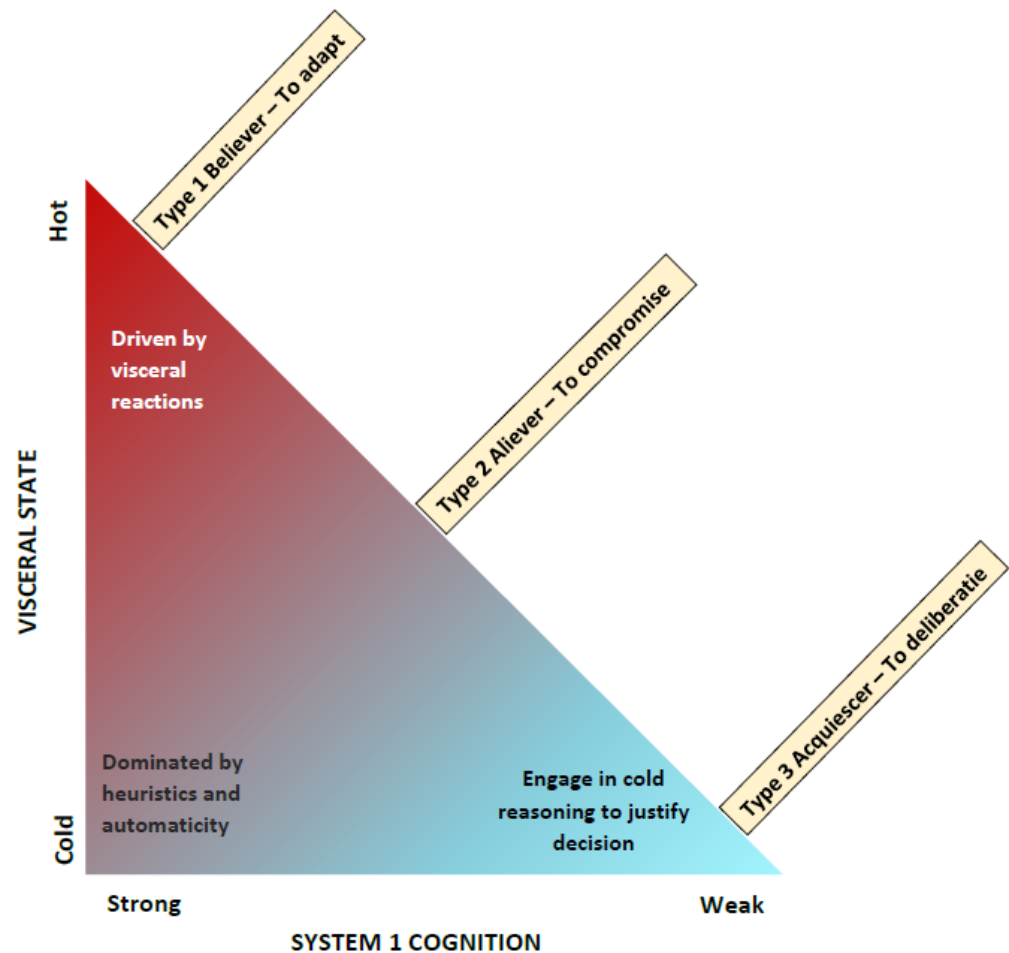 Type 1 Believer – To adapt
Hot
Driven by
visceral
reactions
Type 2 Aliever – To compromise
VISCERAL STATE
Type 3 Acquiescer – To deliberatie
Dominated by
heuristics and
automaticity
Engage in cold
reasoning to justify
decision
Cold
Strong
Weak
SYSTEM 1 COGNITION